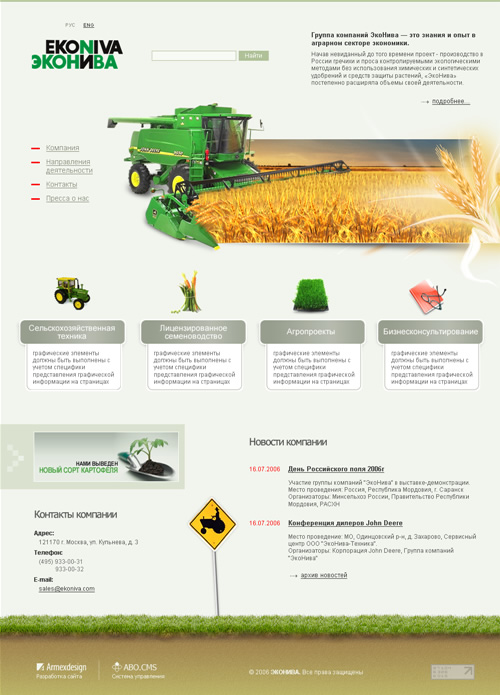 РУС ENG
EKONIVA
ЭКОНИВА
Найти
Группа компаний ЭкоНива — это знания и опыт в
аграрном секторе экономики.
Начав невиданный до того времени проект - производство в
России гречихи и проса контролируемыми экологическими
методами без использования химических и синтетических
удобрений и средств защиты растений, «ЭкоНива»
постепенно расширяла объемы своей деятельности.
подробнее...
Компания
Направления
деятельности
Контакты
Пресса о нас
Сельскохозяйственная
техника
графические элементы
должны быть выполнены с
учетом специфики
представления графической
информации на страницах
Лицензированное
семеноводство
графические элементы
должны быть выполнены с
учетом специфики
представления графической
информации на страницах
Агропроекты
графические элементы
должны быть выполнены с
учетом специфики
представления графической
информации на страницах
Бизнесконсультирование
графические элементы
должны быть выполнены с
учетом специфики
представления графической
информации на страницах
НАМИ ВЫВЕДЕН
НОВЫЙ СОРТ КАРТОФЕЛЯ
Контакты компании
Адрес:
121170 г. Москва, ул. Кульнева, д. 3
Телефон:
(495) 933-00-31
933-00-32
E-mail:
sales@ekoniva.com
Новости компании
16.07.2006 День Российского поля 2006г
Участие группы компаний "ЭкоНива" в выставке-демонстрации.
Место проведения: Россия, Республика Мордовия, г. Саранск
Организаторы: Минсельхоз России, Правительство Республики
Мордовия, РАСХН
16.07.2006 Конференция дилеров John Deere
Место проведения: МО, Одинцовский р-н, д. Захарово, Сервисный
центр ООО "ЭкоНива-Техника".
Организаторы: Корпорация John Deere, Группа компаний
"ЭкоНива"
архив новостей
Armexdesign
Разработка сайта
ABO.CMS
Система управления
© 2006 ЭКОНИВА. Все права защищены